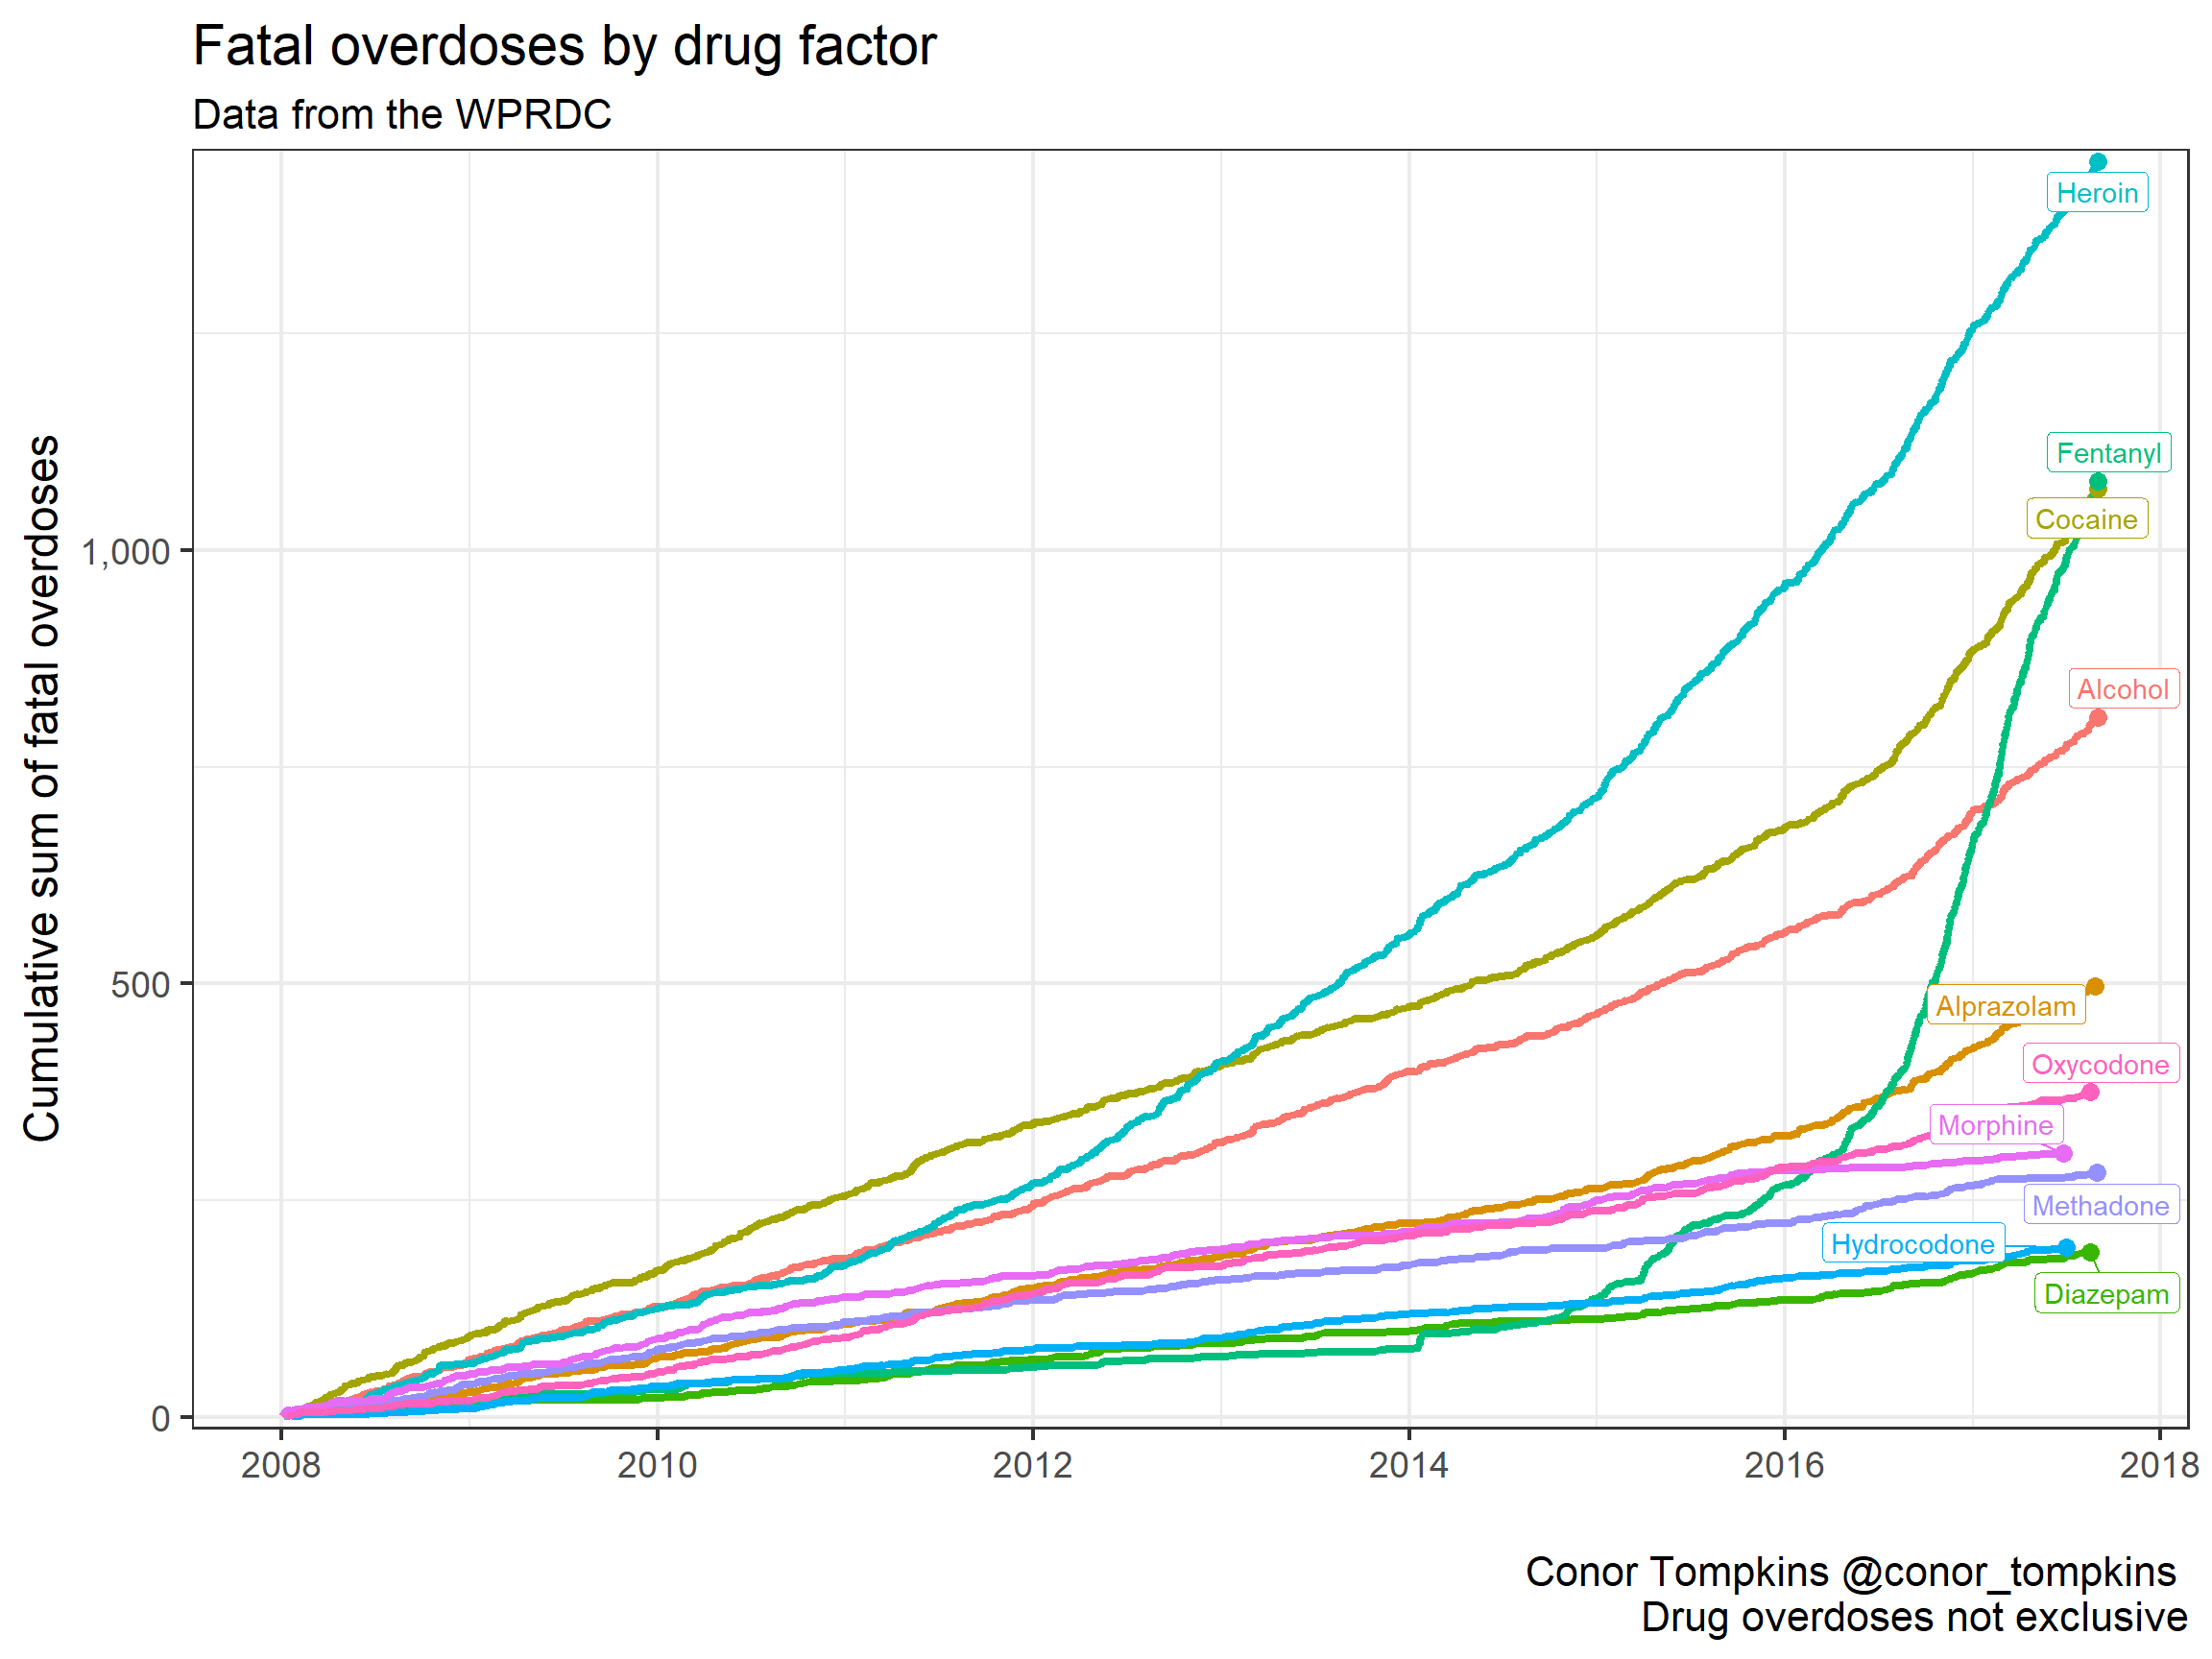 Fatal overdoses by drug factor
Data from the WPRDC
Cumulative sum of fatal overdoses
1,000
500
0
Heroin
Fentanyl
Cocaine
Alcohol
Alprazolam
Oxycodone
Morphine
Methadone
Hydrocodone
Diazepam
2008 2010 2012 2014 2016 2018
Conor Tompkins @conor_tompkins
Drug overdoses not exclusive